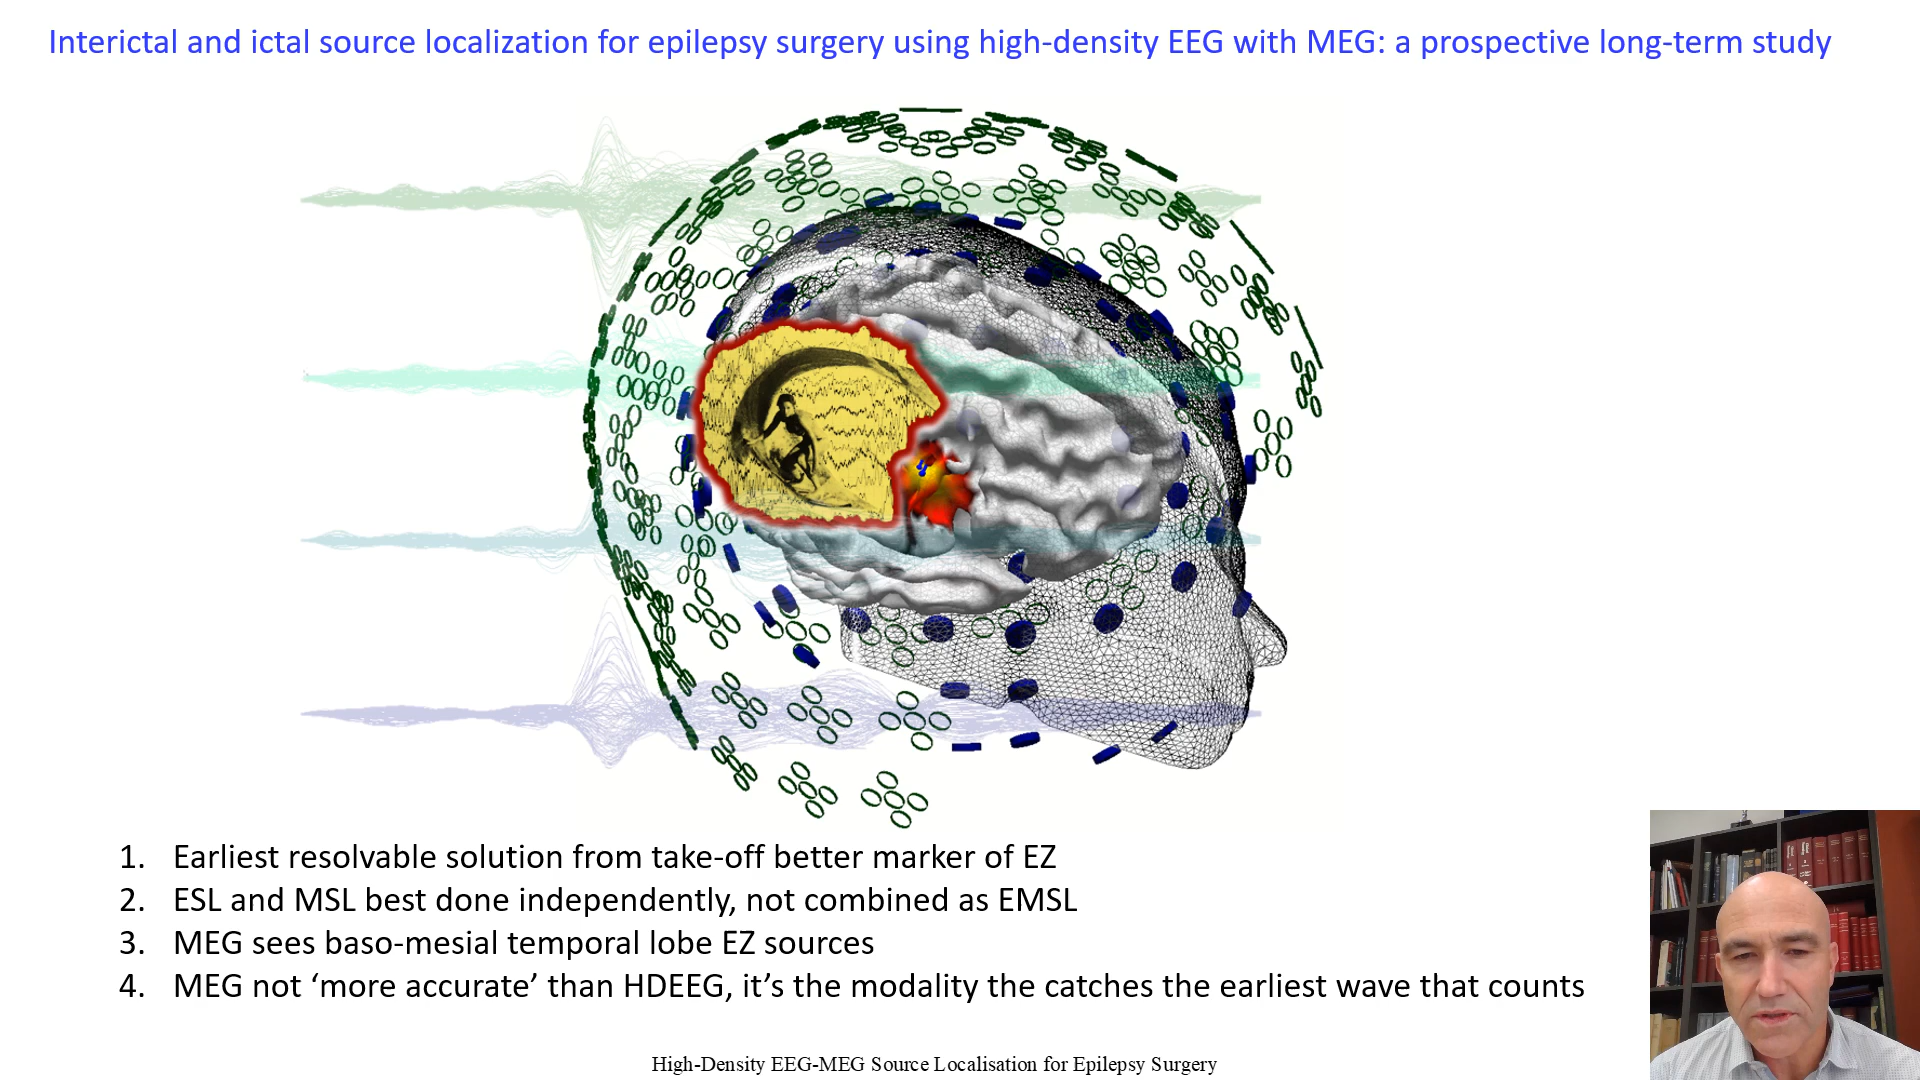 Interictal and ictal source localization for epilepsy surgery using high-density EEG with MEG: a prospective long-term study
1. Earliest resolvable solution from take-off better marker of EZ
2. ESL and MSL best done independently, not combined as EMSL
3. MEG sees baso-mesial temporal lobe EZ sources
4. MEG not ‘more accurate’ than HDEEG, it’s the modality the catches the earliest wave that counts
High-Density EEG-MEG Source Localisation for Epilepsy Surgery